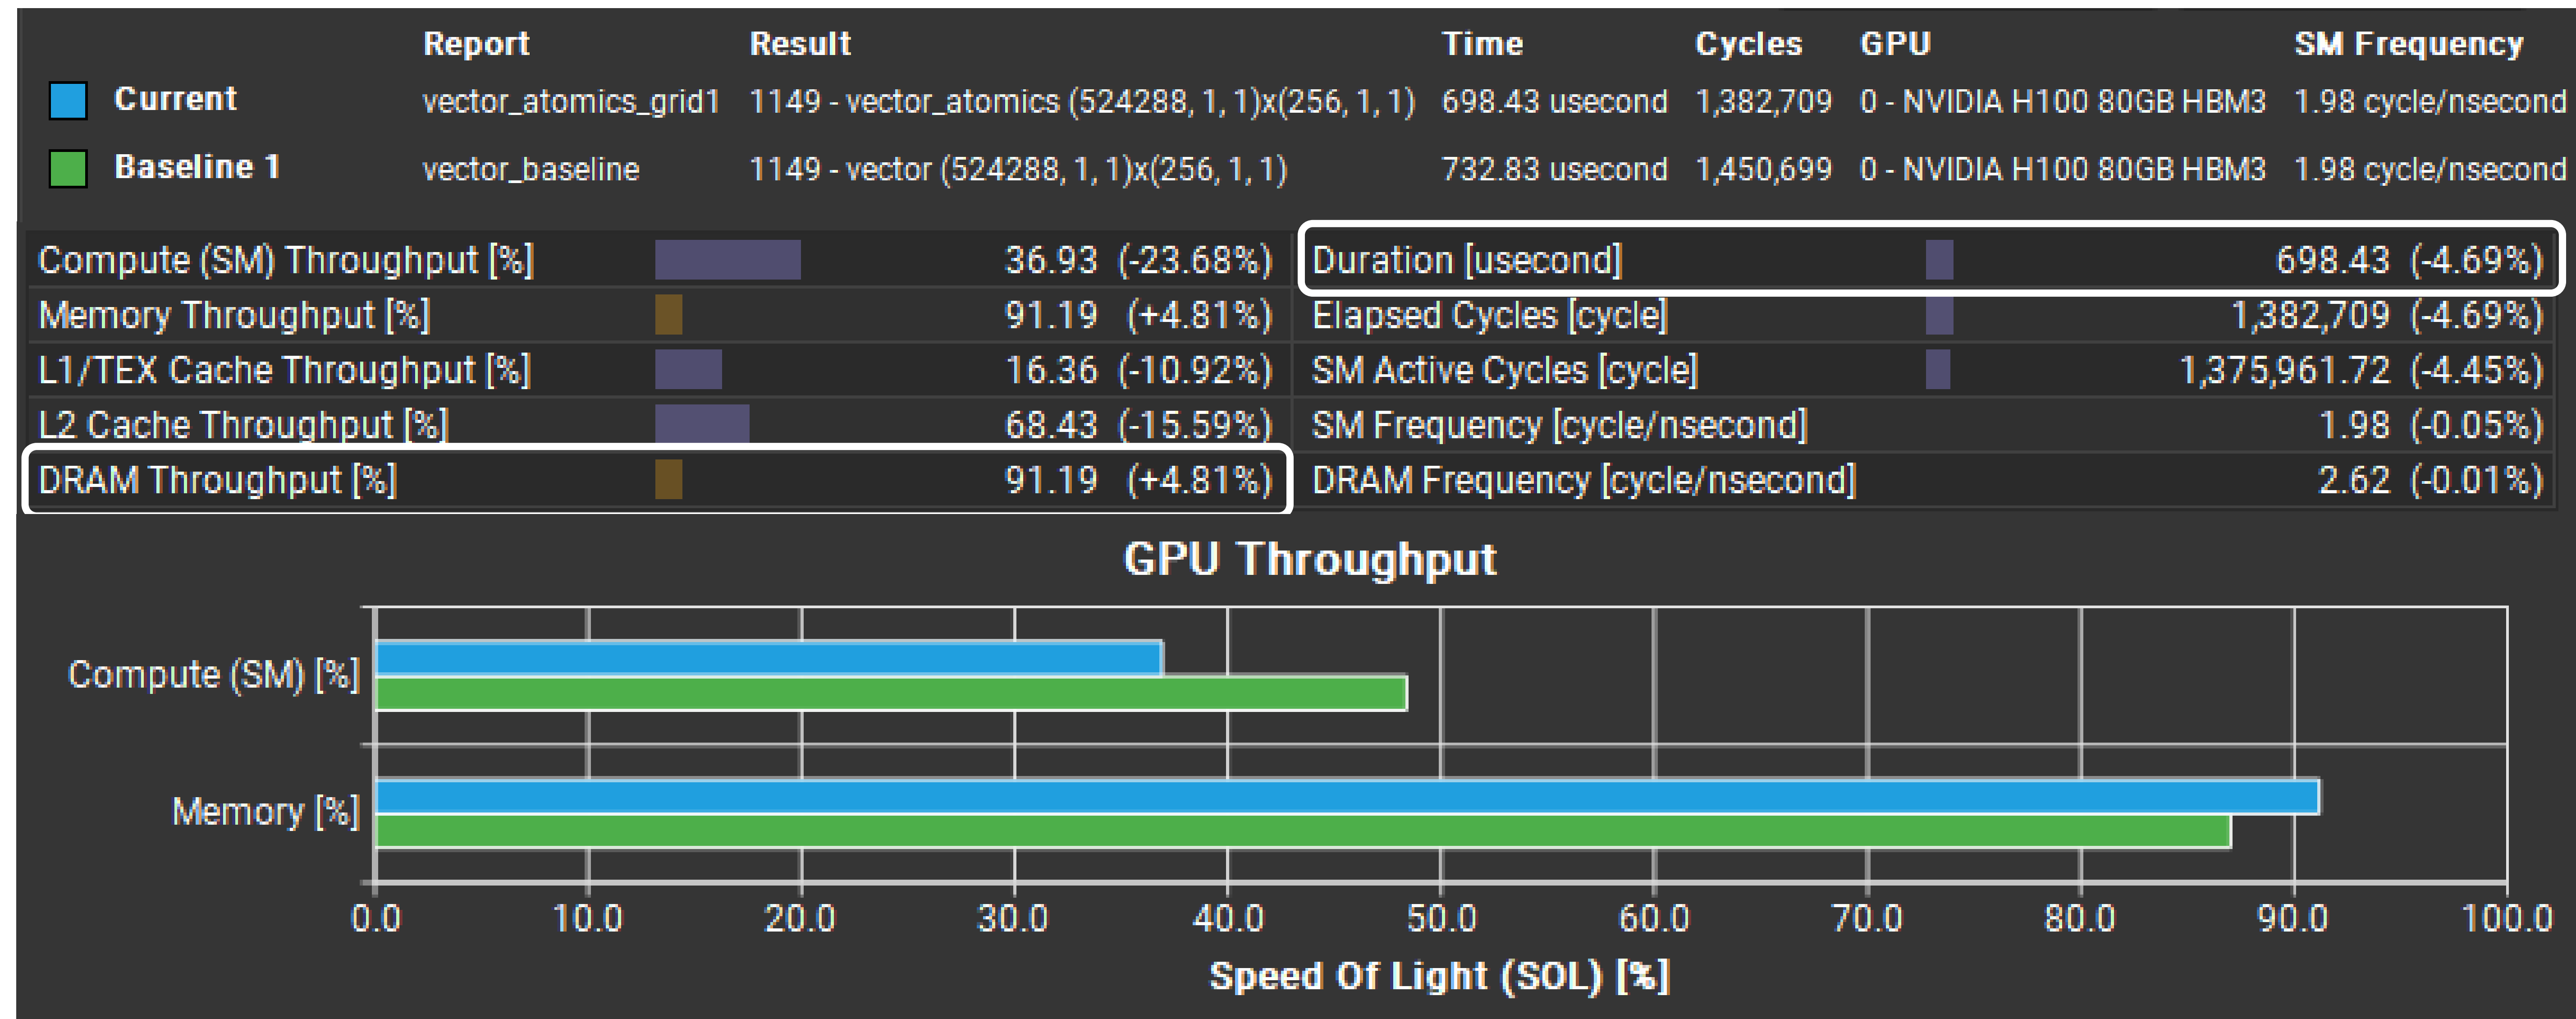 Report Result Time Cycles GPU SM Frequency
Current vector_atomics_grid1 1149 - vector_atomics (524288, 1, 1)x(256, 1, 1) 698.43 usecond 1,382,709 0 - NVIDIA H100 80GB HBM3 1.98 cycle/nsecond
Baseline 1 vector_baseline 1149 - vector (524288, 1, 1)x(256, 1, 1) 732.83 usecond 1,450,699 0 - NVIDIA H100 80GB HBM3 1.98 cycle/nsecond
Compute (SM) Throughput [%] 36.93 (-23.68%) Duration [usecond] 698.43 (-4.69%)
Memory Throughput [%] 91.19 (+4.81%) Elapsed Cycles [cycle] 1,382,709 (-4.69%)
L1/TEX Cache Throughput [%] 16.36 (-10.92%) SM Active Cycles [cycle] 1,375,961.72 (-4.45%)
L2 Cache Throughput [%] 68.43 (-15.59%) SM Frequency [cycle/nsecond] 1.98 (-0.05%)
DRAM Throughput [%] 91.19 (+4.81%) DRAM Frequency [cycle/nsecond] 2.62 (-0.01%)
GPU Throughput
Compute (SM) [%]
Memory [%]
0.0 10.0 20.0 30.0 40.0 50.0 60.0 70.0 80.0 90.0 100.0
Speed Of Light (SOL) [%]